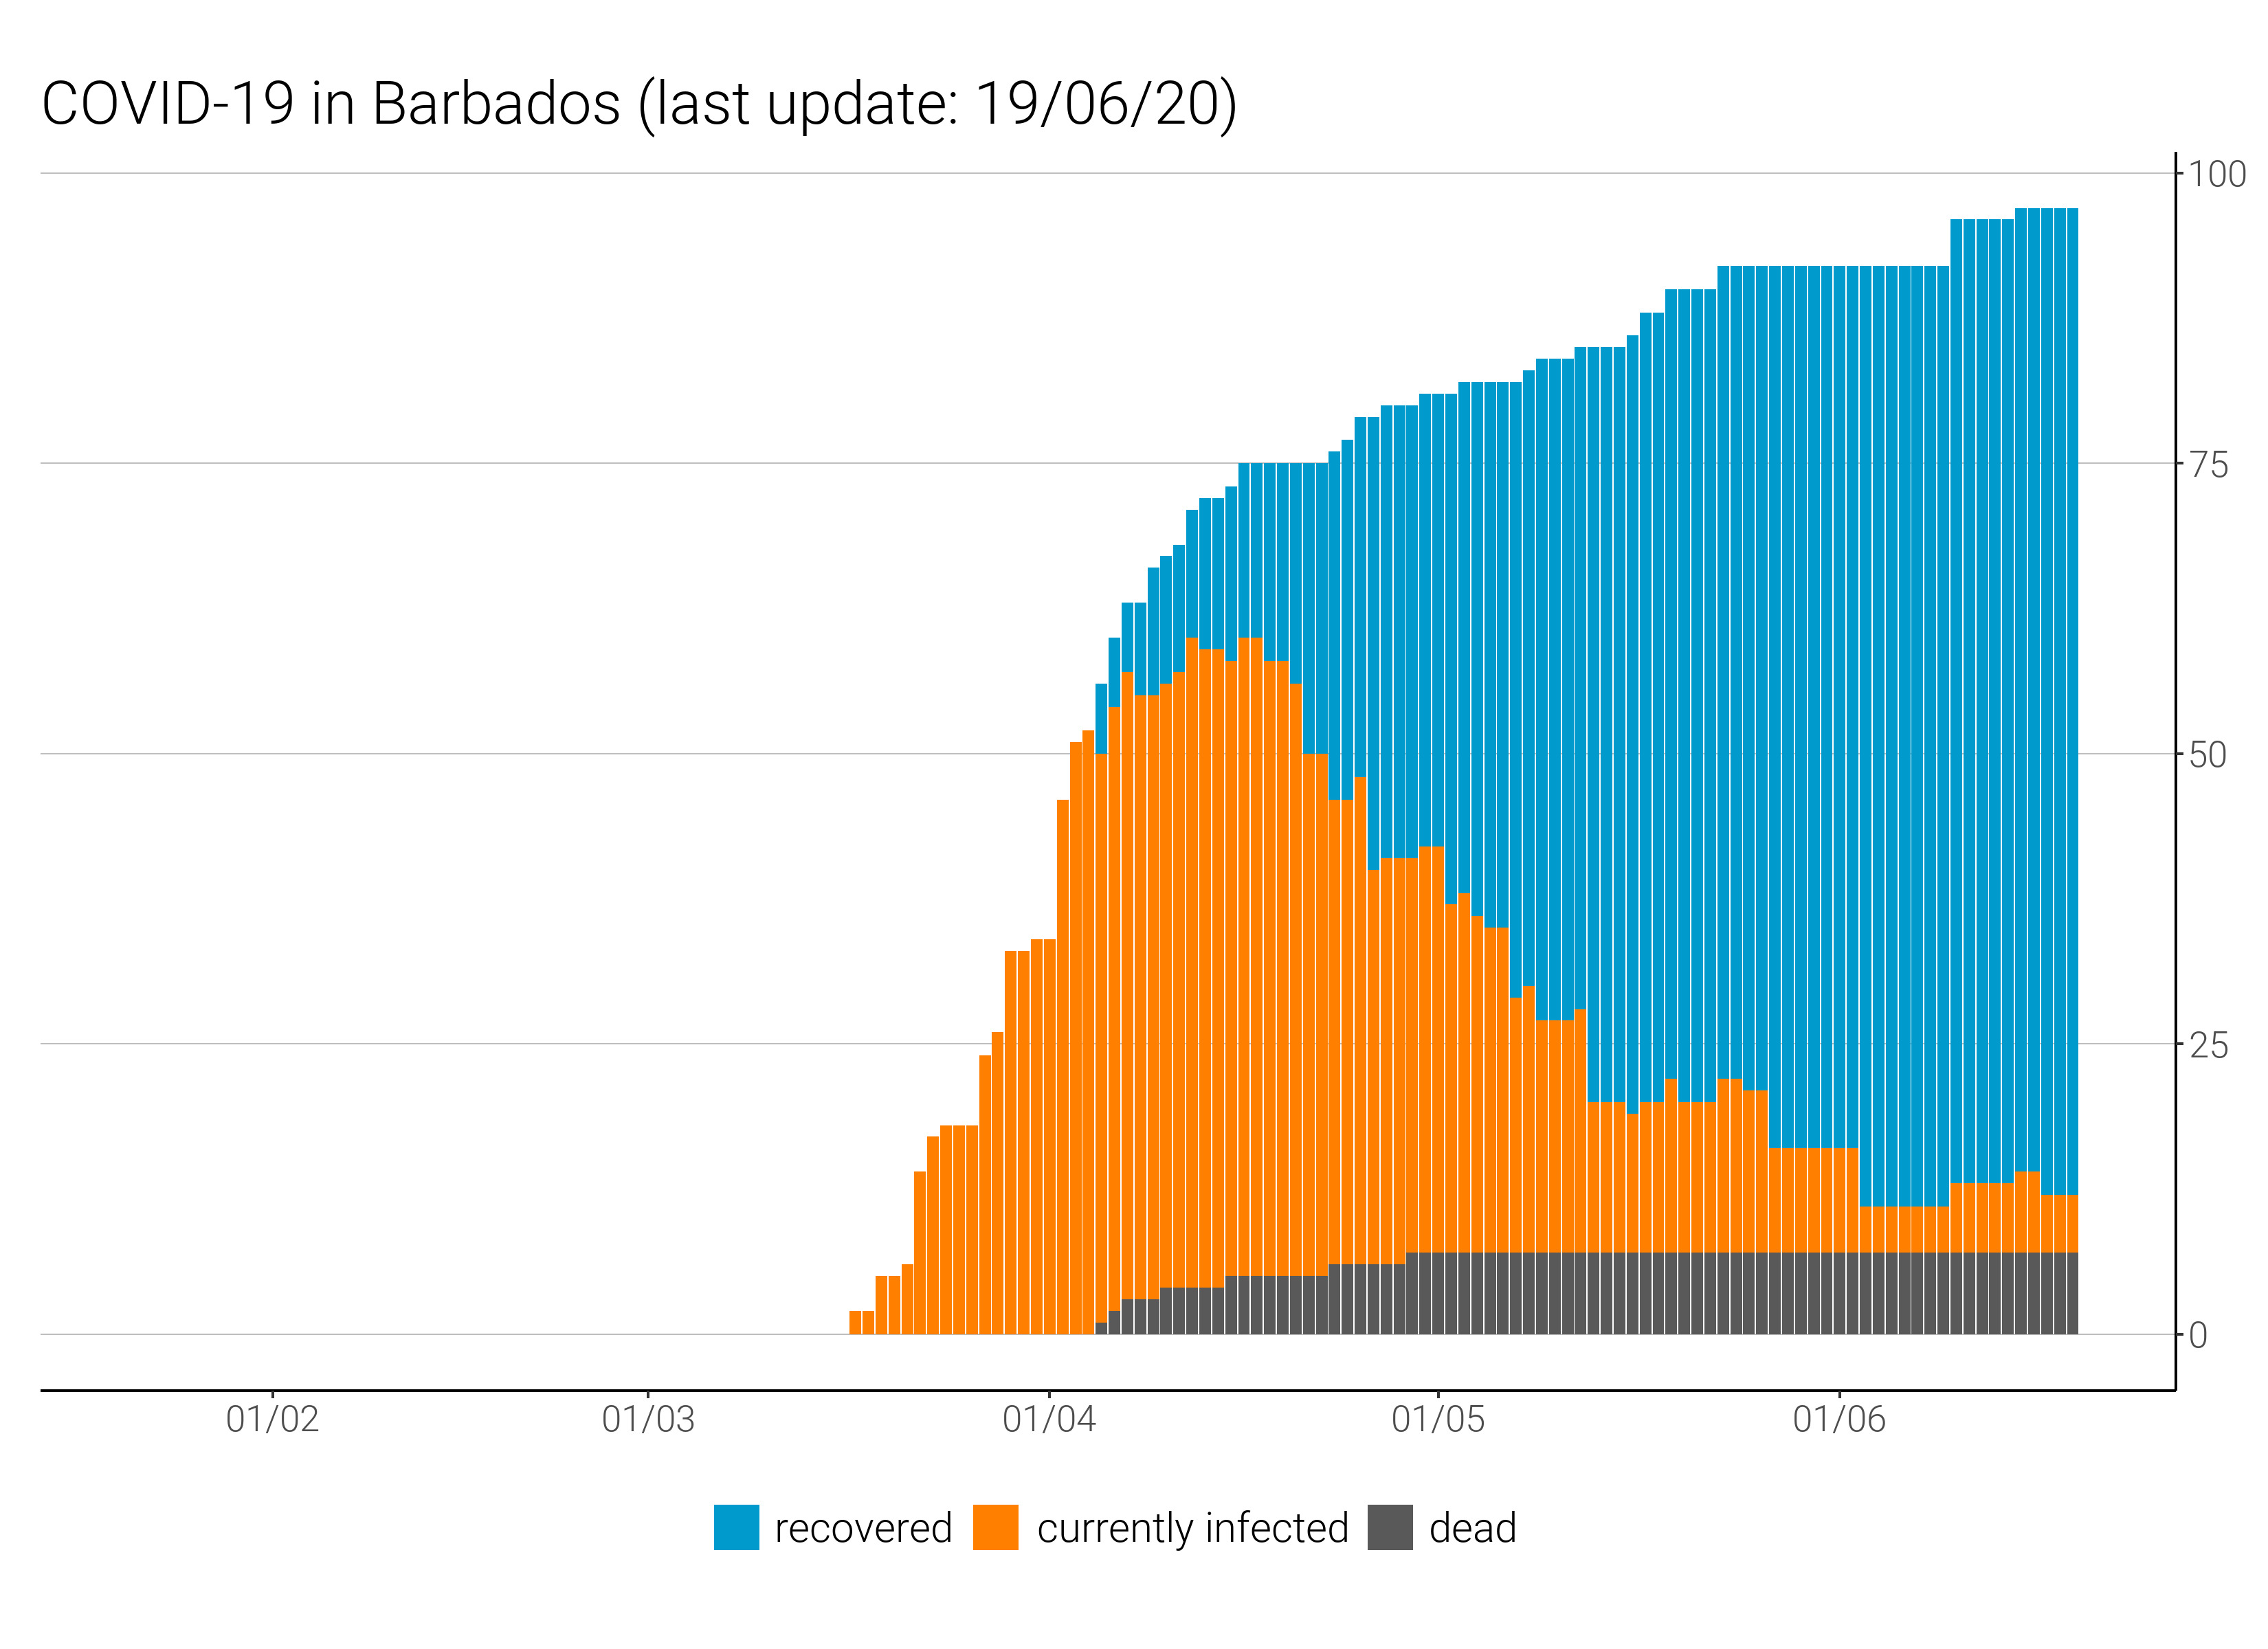 COVID-19 in Barbados (last update: 19/06/20)
100
75
50
25
0
01/02 01/03 01/04 01/05 01/06
recovered currently infected dead